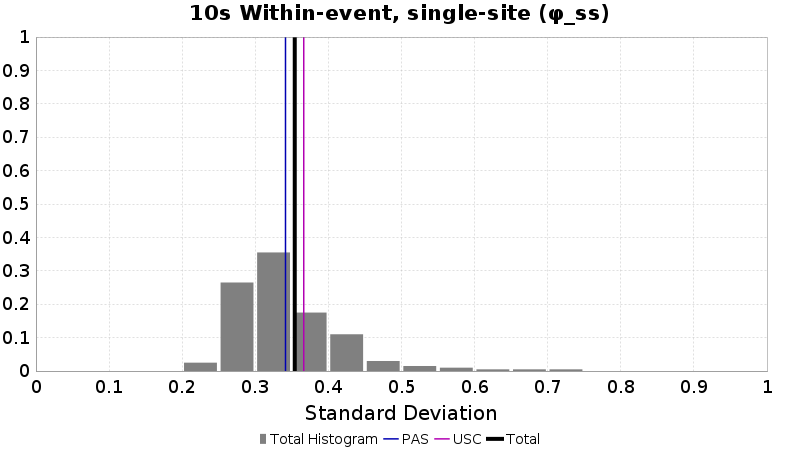 10s Within-event, single-site (φ_ss)
1
0.9
0.8
0.7
0.6
0.5
0.4
0.3
0.2
0.1
0
0 0.1 0.2 0.3 0.4 0.5 0.6 0.7 0.8 0.9 1
Standard Deviation
Total Histogram PAS USC Total